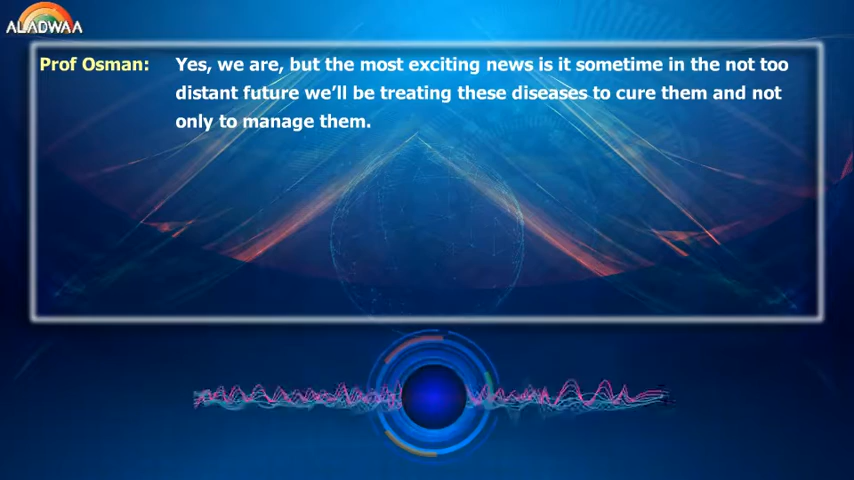 ALADWAA
Prof Osman: Yes, we are, but the most exciting news is it sometime in the not too
distant future we'll be treating these diseases to cure them and not
only to manage them.